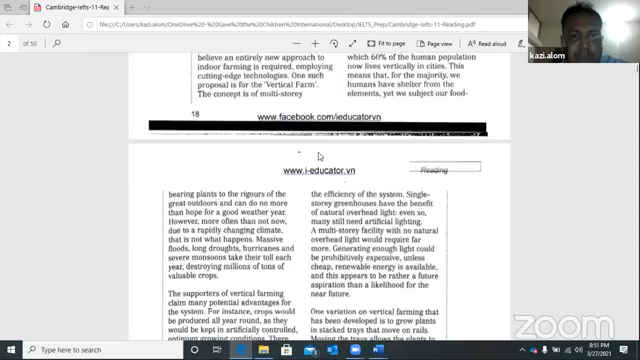 Cambridge-Ielts-11-Reading.pdf
File
C:/Users/kazi.alom/OneDrive%20-%20Save%20the%20Children%20International/Desktop/IELTS_Prep/Cambridge-Ielts-11-Reading.pdf
2 of 50
Fit to page
Page view
Read aloud
kazi.alom
believe an entirely new approach to
indoor farming is required, employing
cutting-edge technologies. One such
proposal is for the 'Vertical Farm'.
The concept is of multi-storey
which 60% of the human population
now lives vertically in cities. This
means that, for the majority, we
humans have shelter from the
elements, yet we subject our food-
18
www.facebook.com/ieducatorvn
www.i-educator.vn
Reading
bearing plants to the rigours of the
great outdoors and can do no more
than hope for a good weather year.
However, more often than not now,
due to a rapidly changing climate,
that is not what happens. Massive
floods, long droughts, hurricanes and
severe monsoons take their toll each
year, destroying millions of tons of
valuable crops.
The supporters of vertical farming
claim many potential advantages for
the system. For instance, crops would
be produced all year round, as they
would be kept in artificially controlled,
optimum growing conditions. There
the efficiency of the system. Single-
storey greenhouses have the benefit
of natural overhead light: even so,
many still need artificial lighting.
A multi-storey facility with no natural
overhead light would require far
more. Generating enough light could
be prohibitively expensive, unless
cheap, renewable energy is available,
and this appears to be rather a future
aspiration than a likelihood for the
near future.
One variation on vertical farming that
has been developed is to grow plants
in stacked trays that move on rails.
Moving the trays allows the plants to
zoom
Type here to search
8:51 PM
3/27/2021